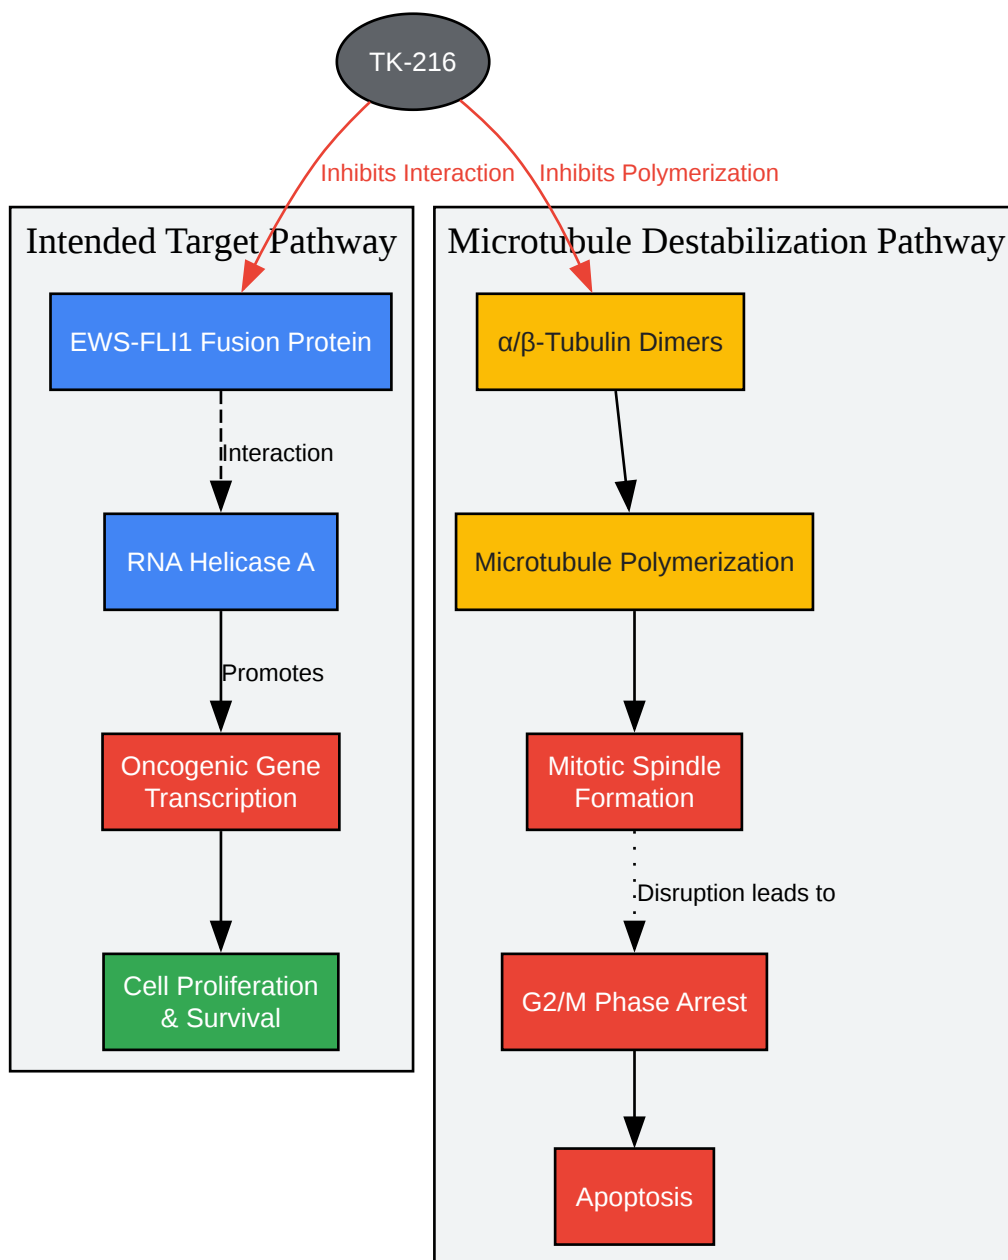 TK-216
Inhibits Interaction
Inhibits Polymerization
Intended Target Pathway
EWS-FLI1 Fusion Protein
Interaction
RNA Helicase A
Promotes
Oncogenic Gene
Transcription
Cell Proliferation
& Survival
Microtubule Destabilization Pathway
α/β-Tubulin Dimers
Microtubule Polymerization
Mitotic Spindle
Formation
Disruption leads to
G2/M Phase Arrest
Apoptosis